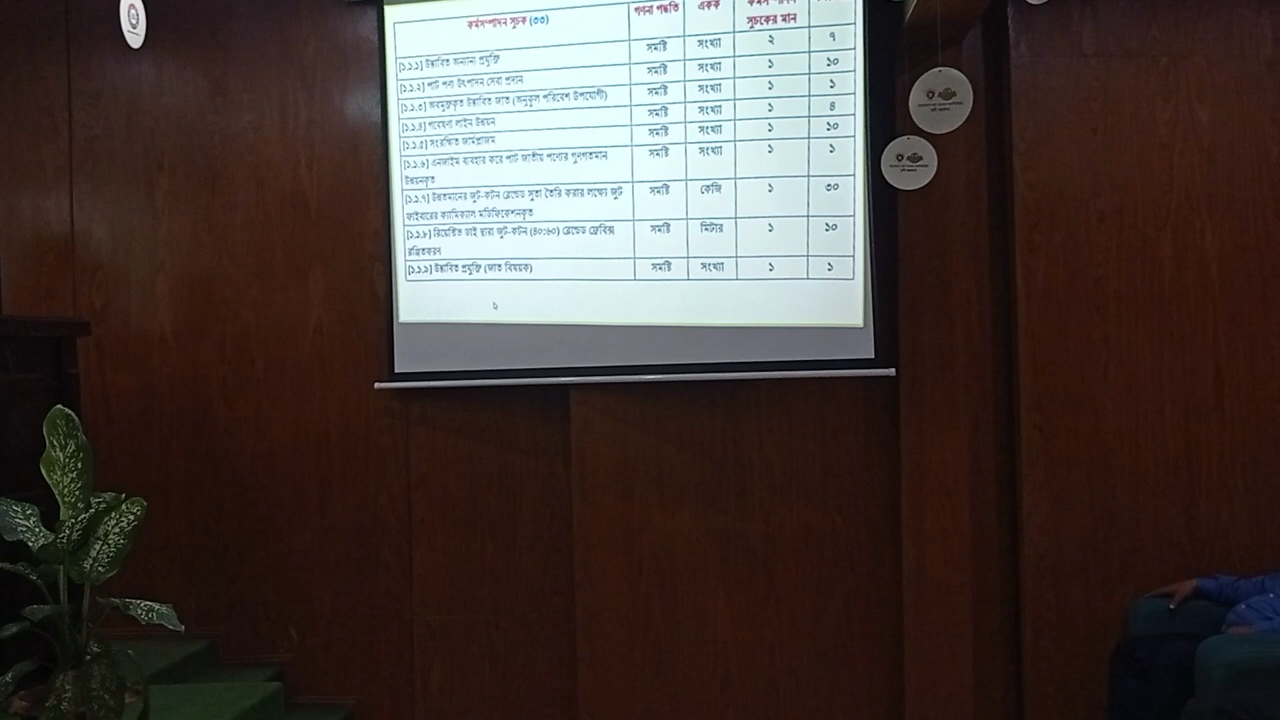 কর্মসম্পাদন সূচক (৩৩) গণনা পদ্ধতি একক সূচকের মান
[১.১.১] উদ্ভাবিত অন্যান্য প্রযুক্তি সমষ্টি সংখ্যা ২ ৭
[১.১.২] পাট পণ্য উৎপাদন সেবা প্রদান সমষ্টি সংখ্যা ১ ১০
[১.১.৩] অবমুক্তকৃত উদ্ভাবিত জাত (অনুকূল পরিবেশ উপযোগী) সমষ্টি সংখ্যা ১ ১
[১.১.৪] গবেষণা লাইন উন্নয়ন সমষ্টি সংখ্যা ১ ৪
[১.১.৫] সংরক্ষিত জার্মপ্লাজম সমষ্টি সংখ্যা ১ ১০
[১.১.৬] এনজাইম ব্যবহার করে পাট জাতীয় পণ্যের গুণগতমান সমষ্টি সংখ্যা ১ ১
উন্নয়নকৃত
[১.১.৭] উন্নতমানের জুট-কটন ব্লেন্ডেড সুতা তৈরি করার লক্ষ্যে জুট সমষ্টি কেজি ১ ৩০
ফাইবারের ক্যামিক্যাল মডিফিকেশনকৃত
[১.১.৮] রিয়েক্টিভ ডাই দ্বারা জুট-কটন (৪০:৬০) ব্লেন্ডেড ফ্রেবিক্স সমষ্টি মিটার ১ ১০
রঞ্জিতকরণ
[১.১.৯] উদ্ভাবিত প্রযুক্তি (জাত বিষয়ক) সমষ্টি সংখ্যা ১ ১